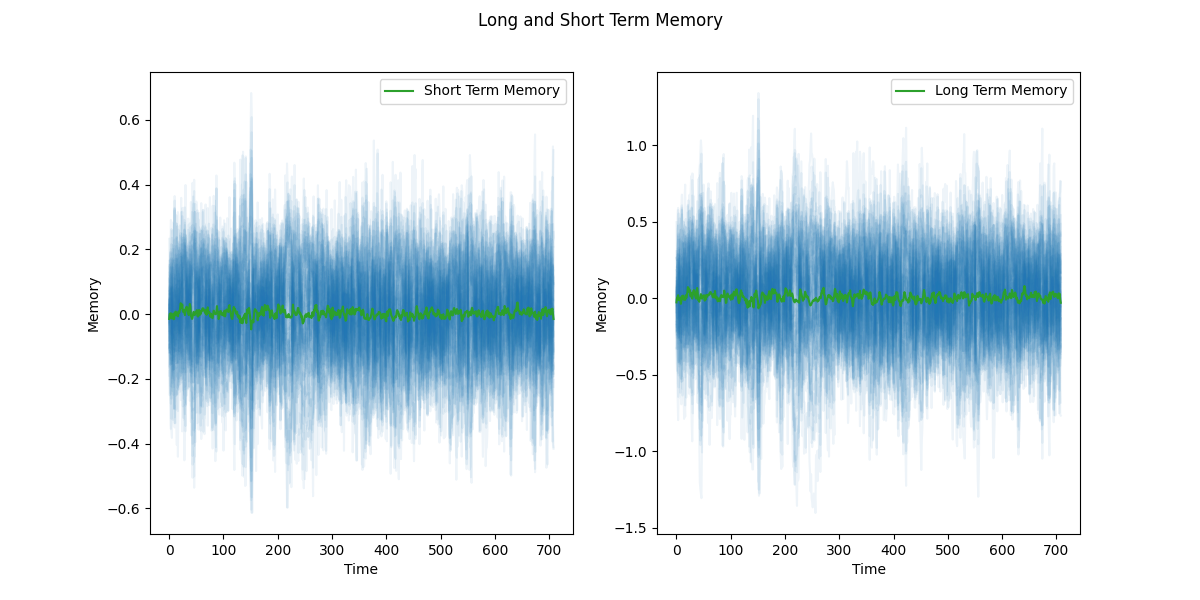 Long and Short Term Memory
Short Term Memory
0.6
0.4
0.2
0.0
−0.2
−0.4
−0.6
Memory
0 100 200 300 400 500 600 700
Time
Long Term Memory
1.0
0.5
0.0
−0.5
−1.0
−1.5
Memory
0 100 200 300 400 500 600 700
Time